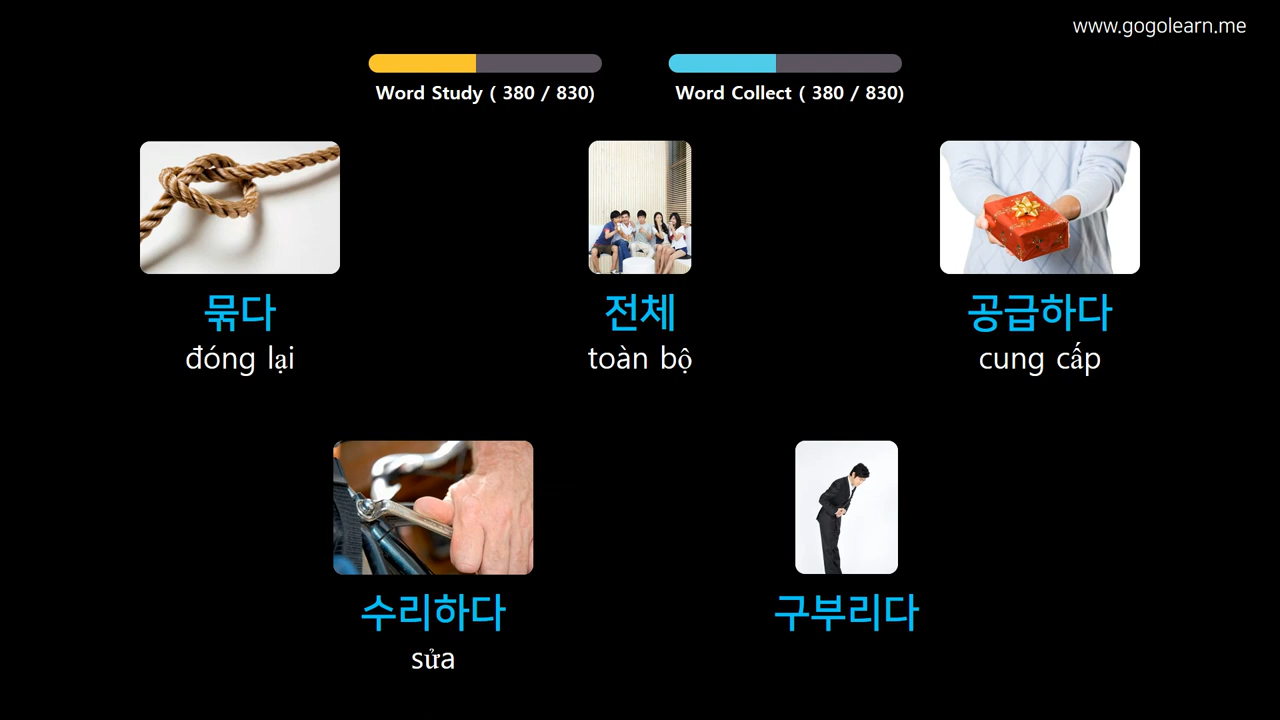 www.gogolearn.me
Word Study ( 380 / 830)
Word Collect ( 380 / 830)
묶다
đóng lại
전체
toàn bộ
공급하다
cung cấp
수리하다
sửa
구부리다